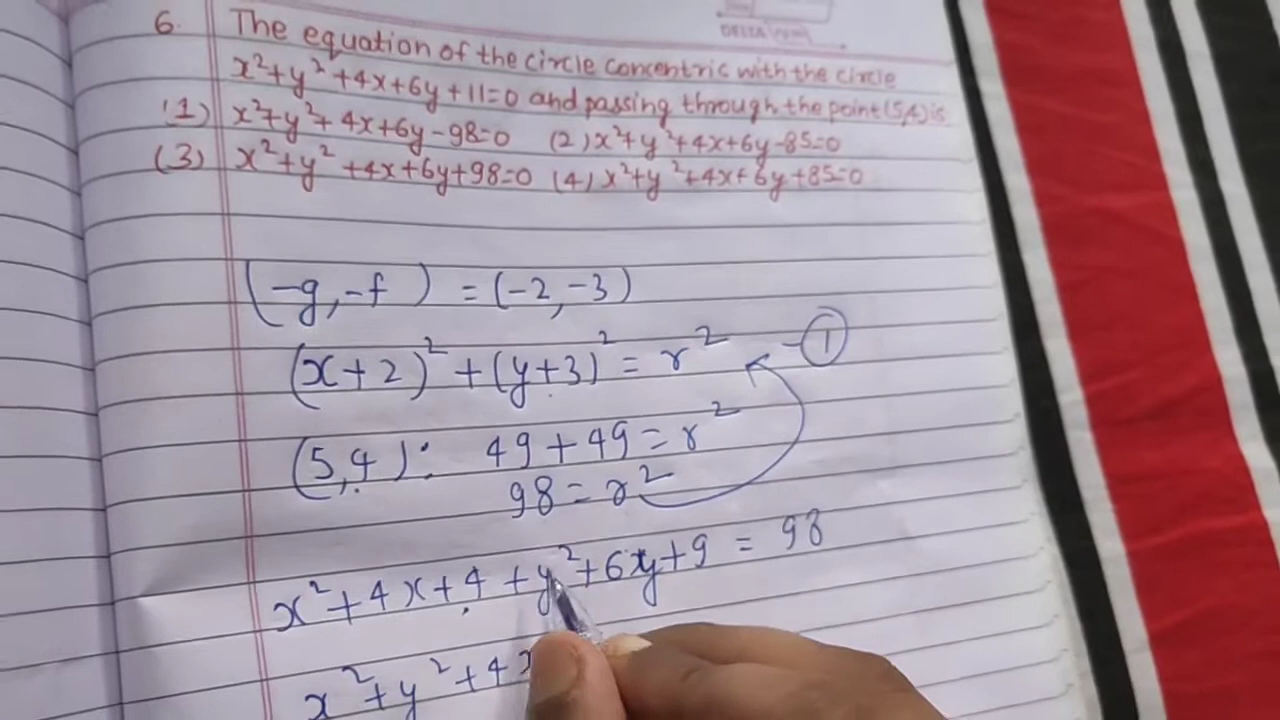 6. The equation of the circle concentric with the circle
x²+y²+4x+6y+11=0 and passing through the point (5,4) is
(1) x²+y²+4x+6y-98=0 (2) x²+y²+4x+6y-85=0
(3) x²+y²+4x+6y+98=0 (4) x²+y²+4x+6y+85=0
(-g,-f) = (-2,-3)
(x+2)²+(y+3)²=r² -①
(5,4): 49+49=r²
98=r²
x²+4x+4+y²+6y+9=98
x²+y²+4x